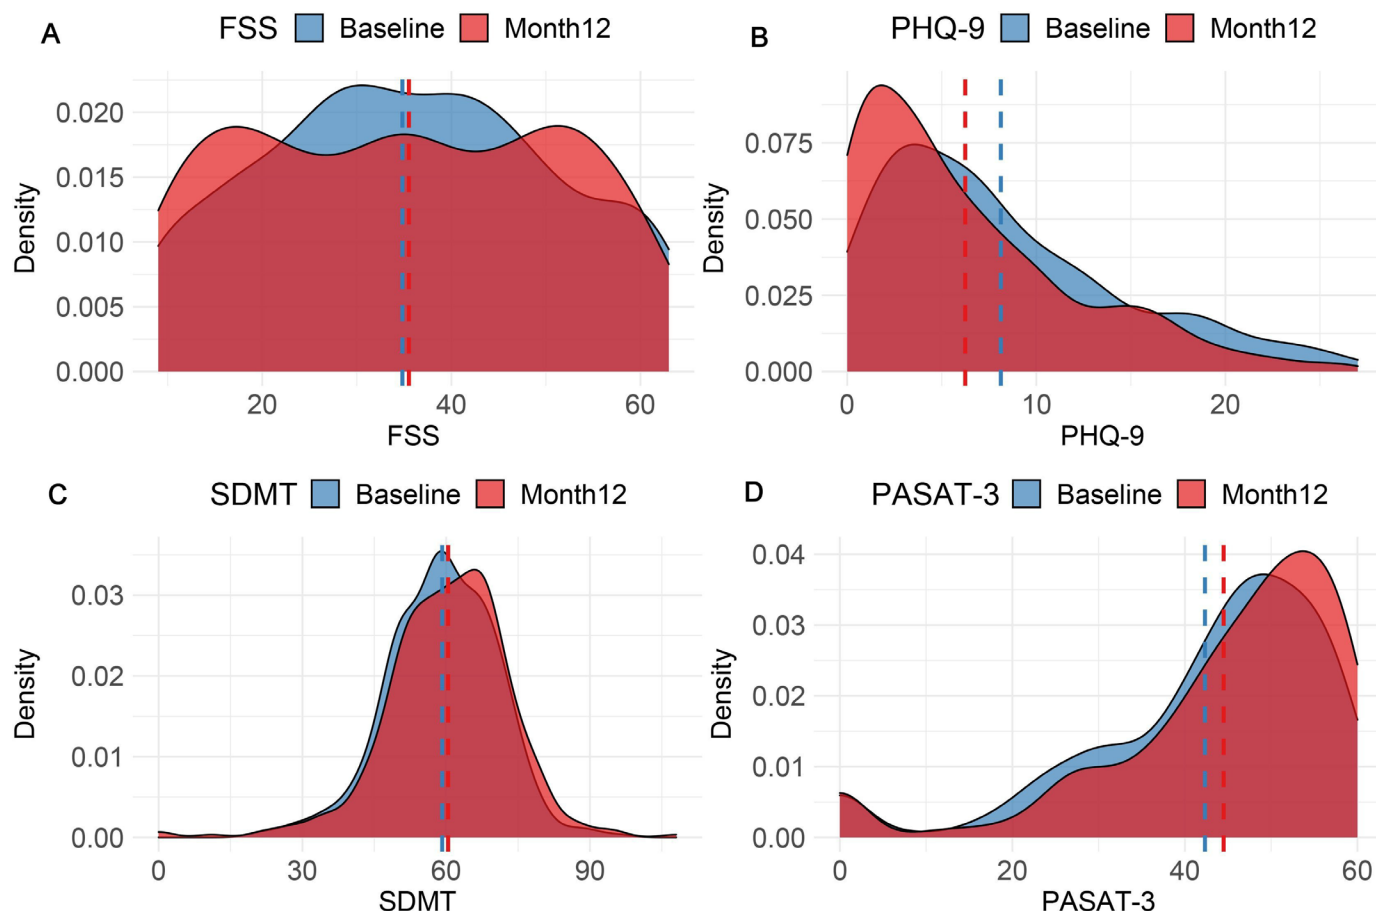 A
FSS Baseline Month12
Density
0.020
0.015
0.010
0.005
0.000
20 40 60
FSS
B
PHQ-9 Baseline Month12
Density
0.075
0.050
0.025
0.000
0 10 20
PHQ-9
C
SDMT Baseline Month12
Density
0.03
0.02
0.01
0.00
0 30 60 90
SDMT
D
PASAT-3 Baseline Month12
Density
0.04
0.03
0.02
0.01
0.00
0 20 40 60
PASAT-3